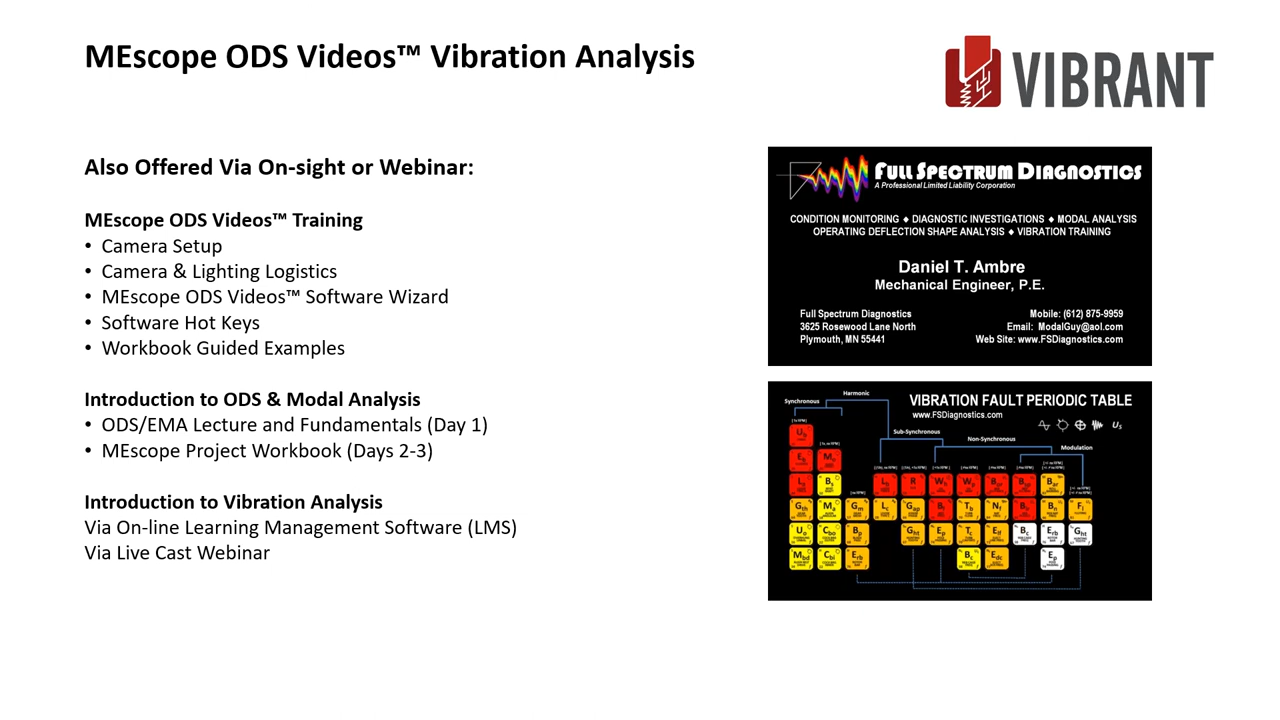 MEscope ODS Videos™ Vibration Analysis
VIBRANT
Also Offered Via On-sight or Webinar:
MEscope ODS Videos™ Training
• Camera Setup
• Camera & Lighting Logistics
• MEscope ODS Videos™ Software Wizard
• Software Hot Keys
• Workbook Guided Examples
Introduction to ODS & Modal Analysis
• ODS/EMA Lecture and Fundamentals (Day 1)
• MEscope Project Workbook (Days 2-3)
Introduction to Vibration Analysis
Via On-line Learning Management Software (LMS)
Via Live Cast Webinar
FULL SPECTRUM DIAGNOSTICS
A Professional Limited Liability Corporation
CONDITION MONITORING ♦ DIAGNOSTIC INVESTIGATIONS ♦ MODAL ANALYSIS
OPERATING DEFLECTION SHAPE ANALYSIS ♦ VIBRATION TRAINING
Daniel T. Ambre
Mechanical Engineer, P.E.
Full Spectrum Diagnostics
3625 Rosewood Lane North
Plymouth, MN 55441
Mobile: (612) 875-9959
Email: ModalGuy@aol.com
Web Site: www.FSDiagnostics.com
VIBRATION FAULT PERIODIC TABLE
www.FSDiagnostics.com
Harmonic
Synchronous
Sub-Synchronous
Non-Synchronous
Modulation